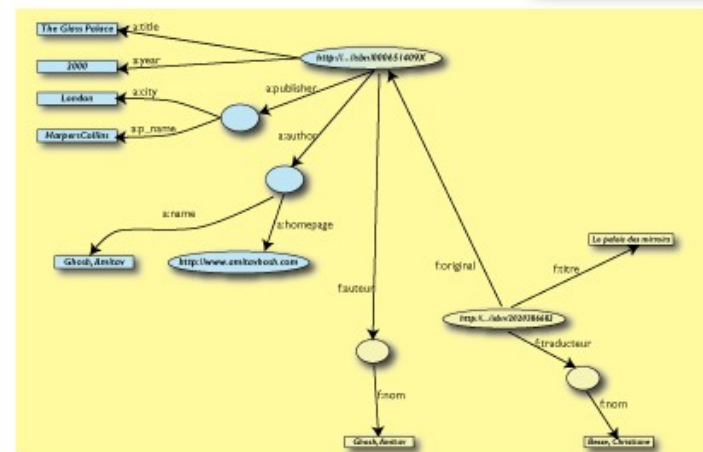 The Glass Palace
a:title
http://...isbn/000651409X
2000
a:year
London
a:city
a:publisher
HarpersCollins
a:p_name
a:author
a:name
a:homepage
Ghosh, Amitav
http://www.amitavghosh.com
f:auteur
f:original
Le palais des miroirs
f:titre
http://...isbn/2020386682
f:traducteur
f:nom
f:nom
Ghosh, Amitav
Besse, Christiane